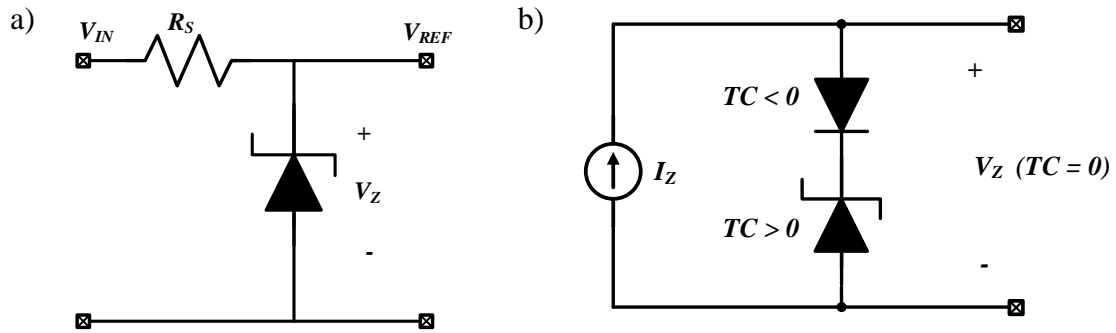 a)
V_IN
R_S
V_REF
+
V_Z
-
b)
TC < 0
I_Z
TC > 0
+
V_Z (TC = 0)
-